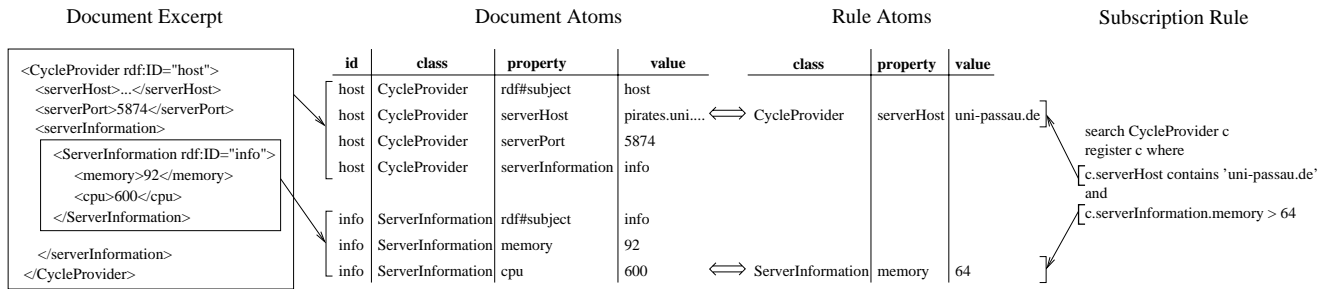 Document Excerpt Document Atoms Rule Atoms Subscription Rule
<CycleProvider rdf:ID="host">
<serverHost>...</serverHost>
<serverPort>5874</serverPort>
<serverInformation>
<ServerInformation rdf:ID="info">
<memory>92</memory>
<cpu>600</cpu>
</ServerInformation>
</serverInformation>
</CycleProvider>
id class property value
host CycleProvider rdf#subject host
host CycleProvider serverHost pirates.uni....
host CycleProvider serverPort 5874
host CycleProvider serverInformation info
info ServerInformation rdf#subject info
info ServerInformation memory 92
info ServerInformation cpu 600
class property value
CycleProvider serverHost uni-passau.de
ServerInformation memory 64
search CycleProvider c
register c where
c.serverHost contains ’uni-passau.de’
and
c.serverInformation.memory > 64